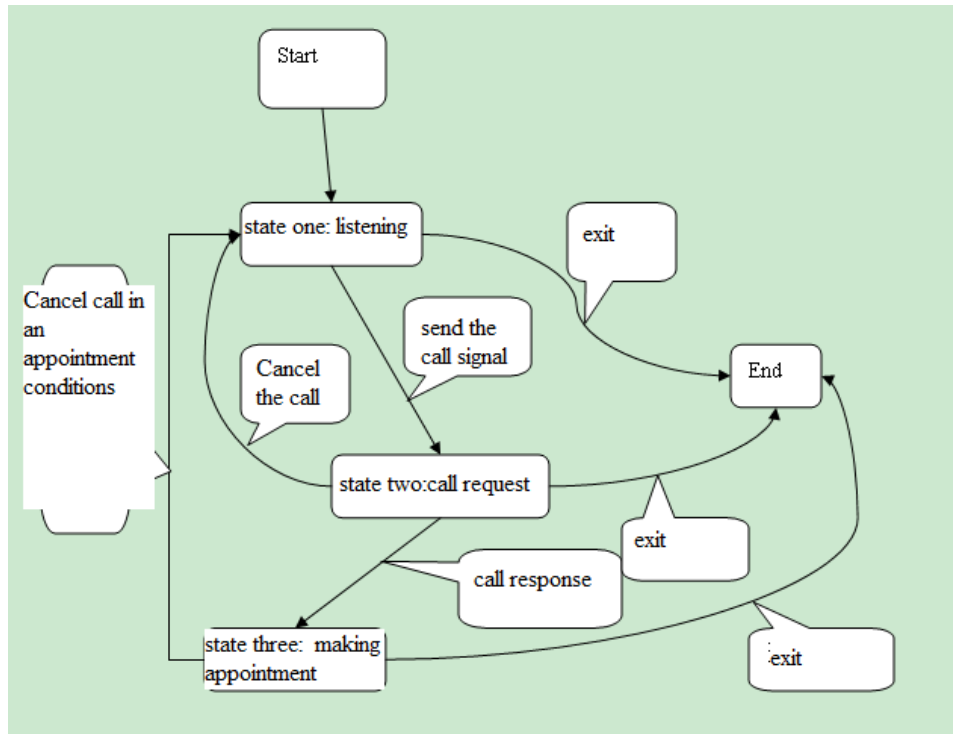 Start
state one: listening
exit
Cancel call in
an
appointment
conditions
send the
call signal
Cancel
the call
End
state two:call request
exit
call response
state three:  making
appointment
:exit